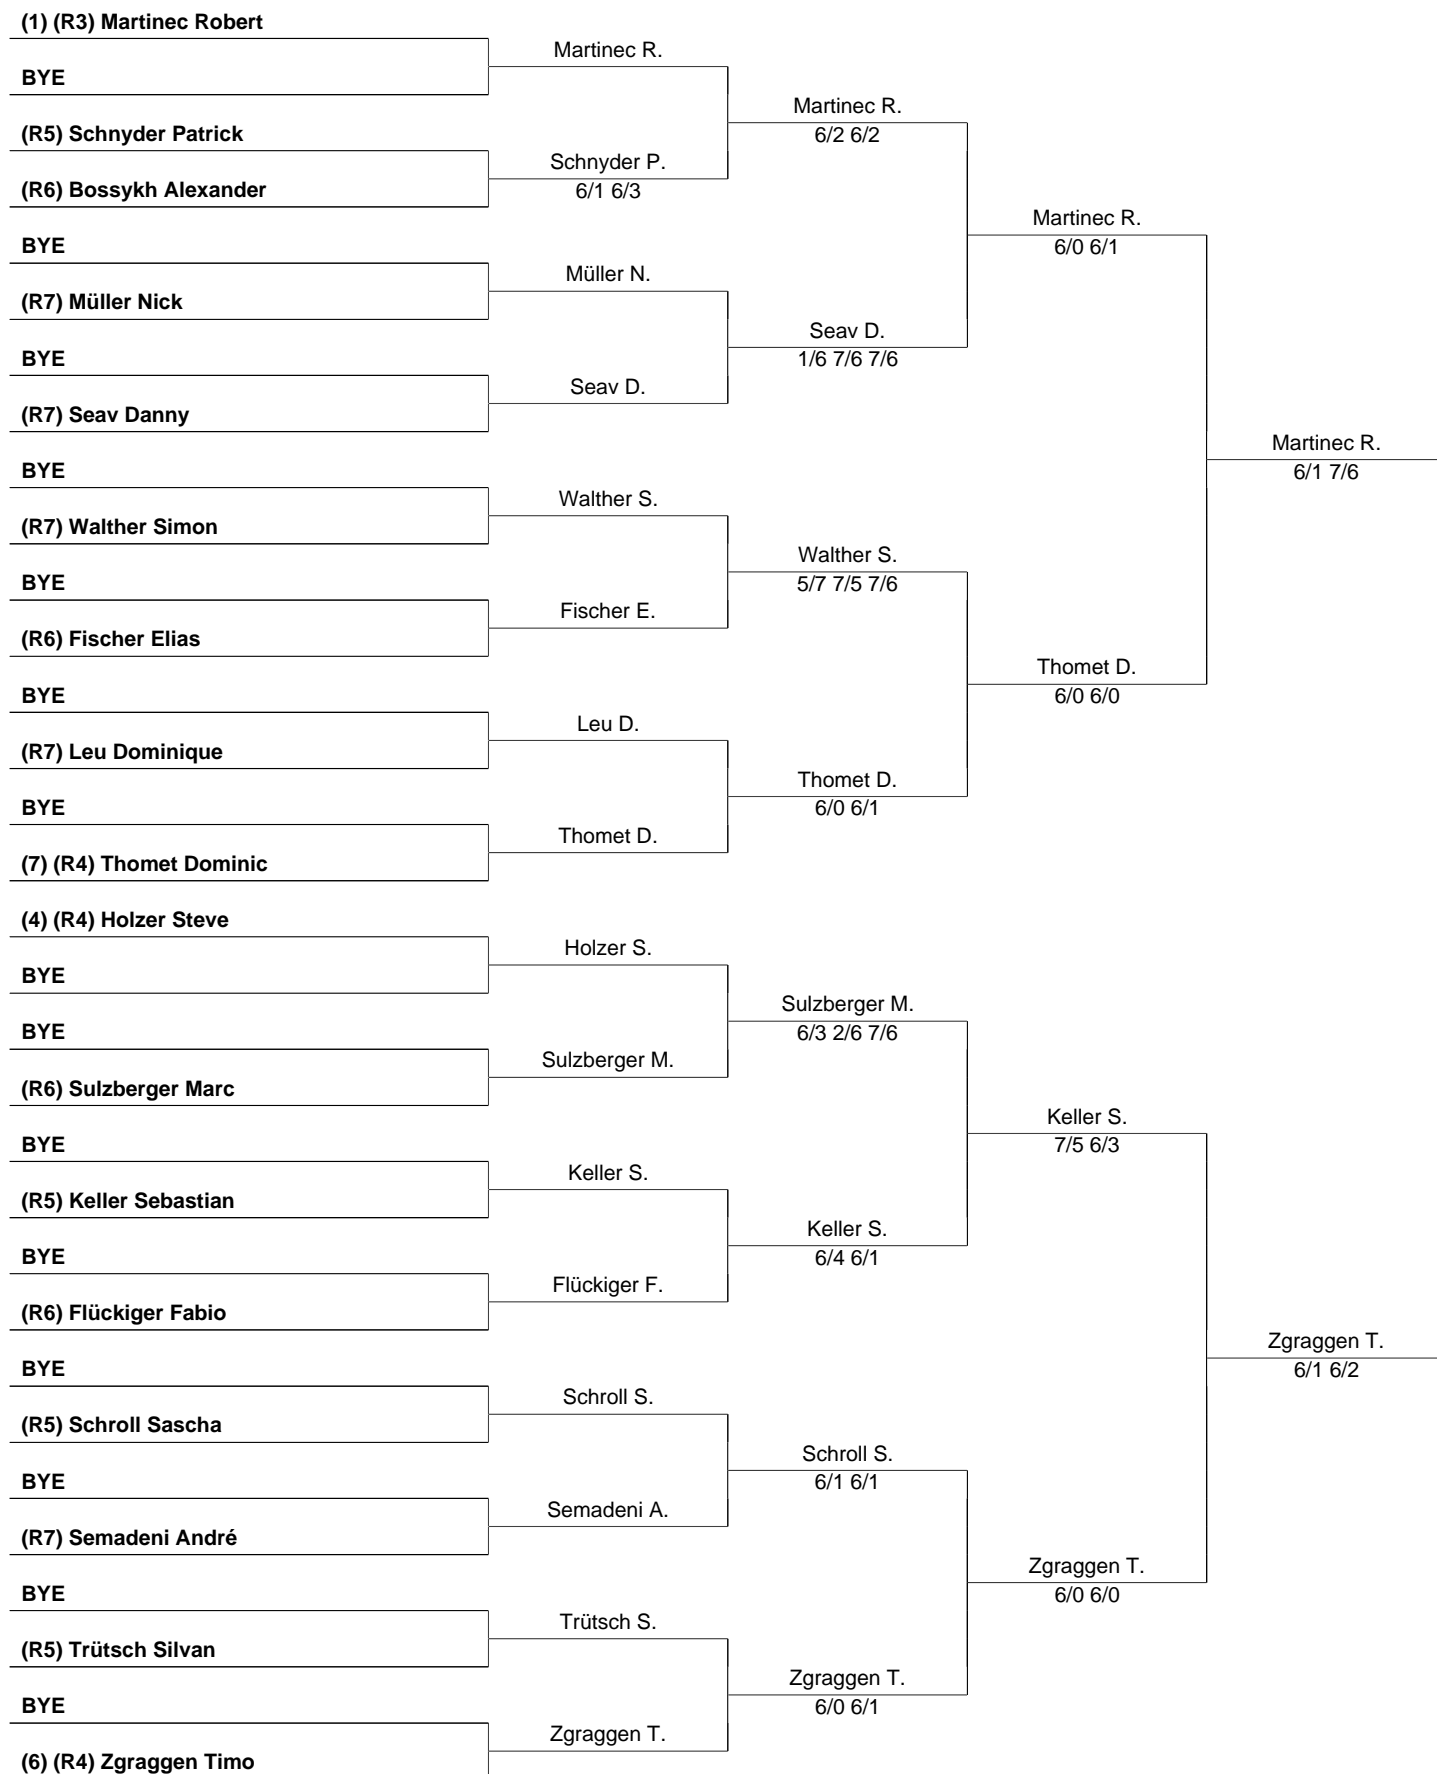 (1) (R3) Martinec Robert
Martinec R.
BYE
Martinec R.
6/2 6/2
(R5) Schnyder Patrick
Schnyder P.
6/1 6/3
(R6) Bossykh Alexander
Martinec R.
6/0 6/1
BYE
Müller N.
(R7) Müller Nick
Seav D.
1/6 7/6 7/6
BYE
Seav D.
(R7) Seav Danny
Martinec R.
6/1 7/6
BYE
Walther S.
(R7) Walther Simon
Walther S.
5/7 7/5 7/6
BYE
Fischer E.
(R6) Fischer Elias
Thomet D.
6/0 6/0
BYE
Leu D.
(R7) Leu Dominique
Thomet D.
6/0 6/1
BYE
Thomet D.
(7) (R4) Thomet Dominic
(4) (R4) Holzer Steve
Holzer S.
BYE
Sulzberger M.
6/3 2/6 7/6
BYE
Sulzberger M.
(R6) Sulzberger Marc
Keller S.
7/5 6/3
BYE
Keller S.
(R5) Keller Sebastian
Keller S.
6/4 6/1
BYE
Flückiger F.
(R6) Flückiger Fabio
Zgraggen T.
6/1 6/2
BYE
Schroll S.
(R5) Schroll Sascha
Schroll S.
6/1 6/1
BYE
Semadeni A.
(R7) Semadeni André
Zgraggen T.
6/0 6/0
BYE
Trütsch S.
(R5) Trütsch Silvan
Zgraggen T.
6/0 6/1
BYE
Zgraggen T.
(6) (R4) Zgraggen Timo